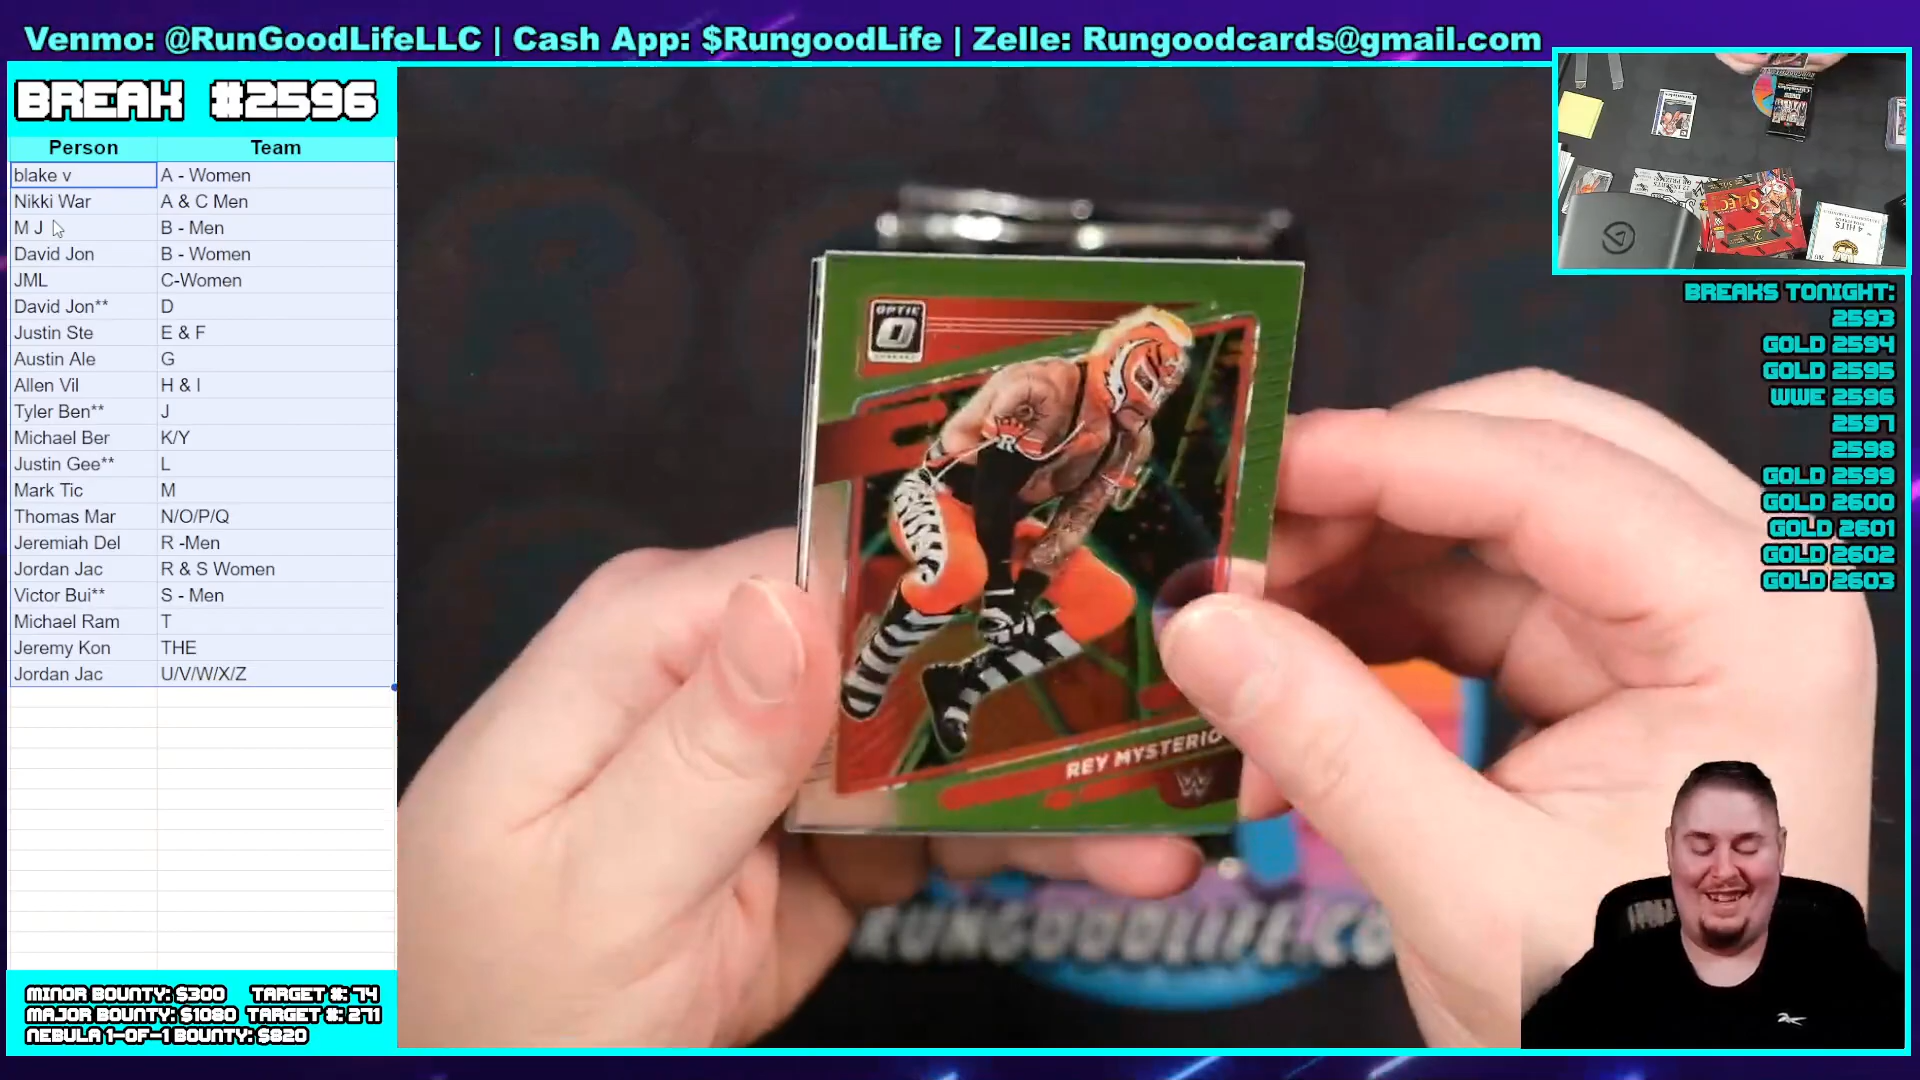 Venmo: @RunGoodLifeLLC | Cash App: $RungoodLife | Zelle: Rungoodcards@gmail.com
BREAK #2596
Person Team
blake v A - Women
Nikki War A & C Men
M J B - Men
David Jon B - Women
JML C-Women
David Jon** D
Justin Ste E & F
Austin Ale G
Allen Vil H & I
Tyler Ben** J
Michael Ber K/Y
Justin Gee** L
Mark Tic M
Thomas Mar N/O/P/Q
Jeremiah Del R -Men
Jordan Jac R & S Women
Victor Bui** S - Men
Michael Ram T
Jeremy Kon THE
Jordan Jac U/V/W/X/Z
MINOR BOUNTY: $300 TARGET #: 74
MAJOR BOUNTY: $1080 TARGET #: 271
NEBULA 1-OF-1 BOUNTY: $820
OPTIC
REY MYSTERIO
W
RUNGOODLIFE.CO
SELECT
4 HITS
BREAKS TONIGHT:
2593
GOLD 2594
GOLD 2595
WWE 2596
2597
2598
GOLD 2599
GOLD 2600
GOLD 2601
GOLD 2602
GOLD 2603